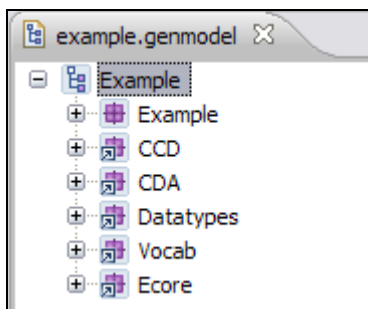 example.genmodel
Example
Example
CCD
CDA
Datatypes
Vocab
Ecore